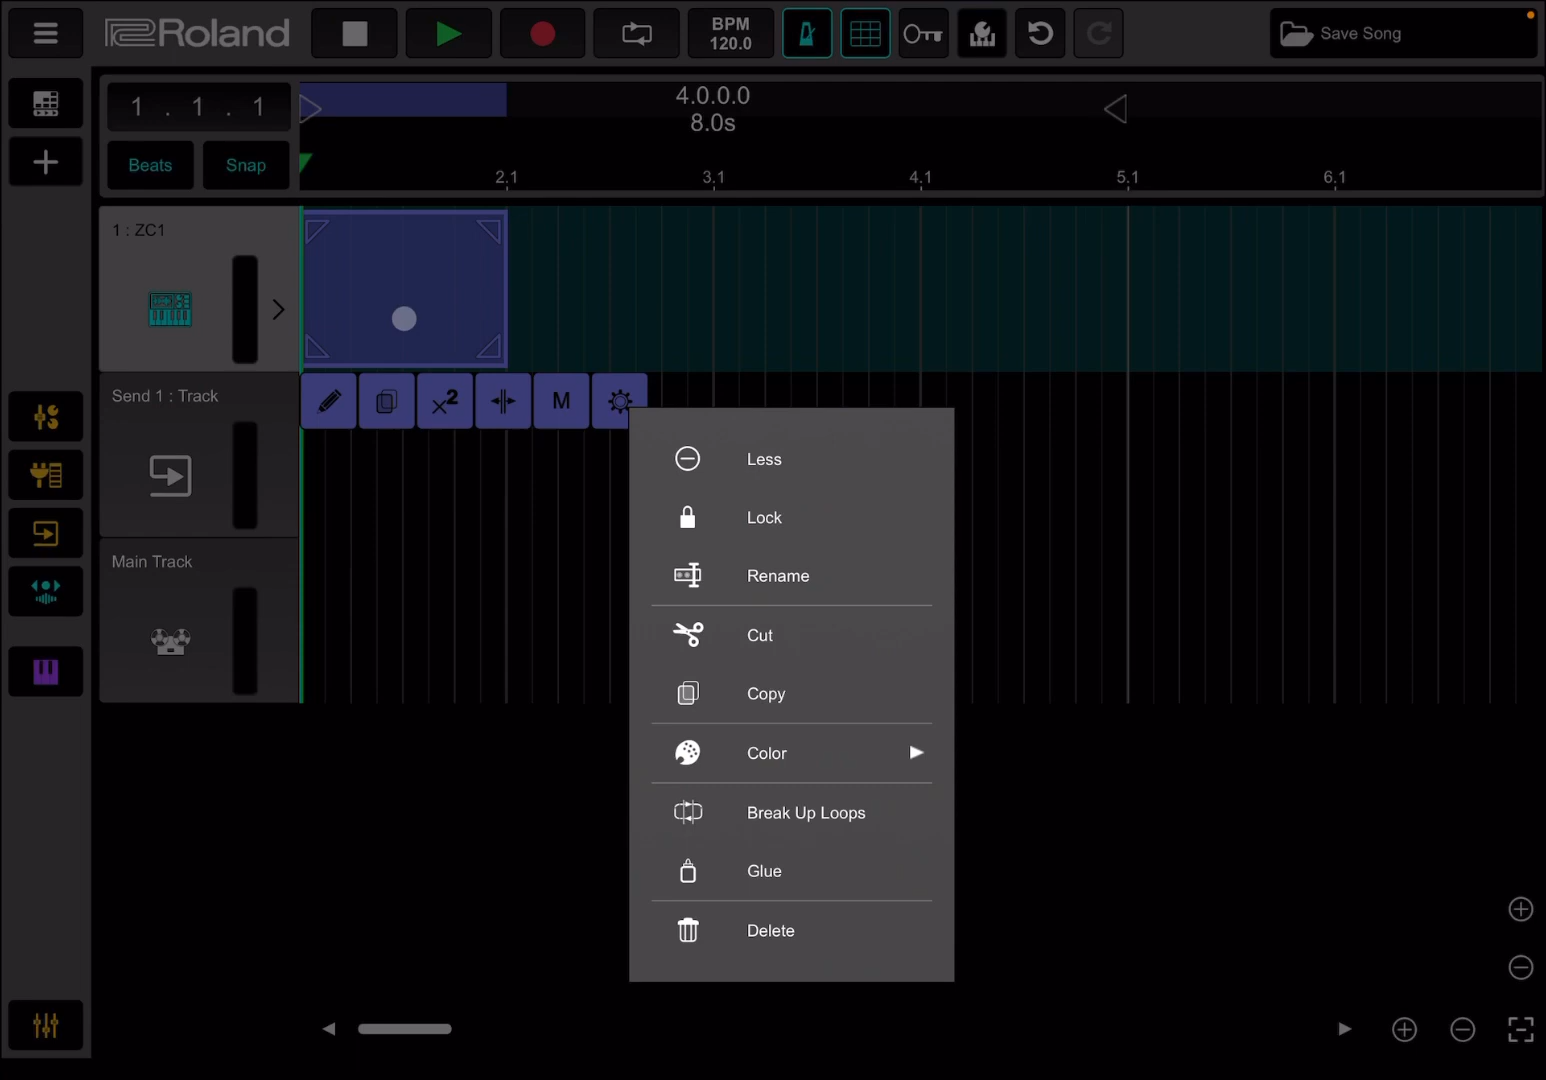 Roland
BPM
120.0
Save Song
1 . 1 . 1
4.0.0.0
8.0s
Beats
Snap
2.1
3.1
4.1
5.1
6.1
1 : ZC1
Send 1 : Track
x2
M
Less
Lock
Rename
Main Track
Cut
Copy
Color
Break Up Loops
Glue
Delete